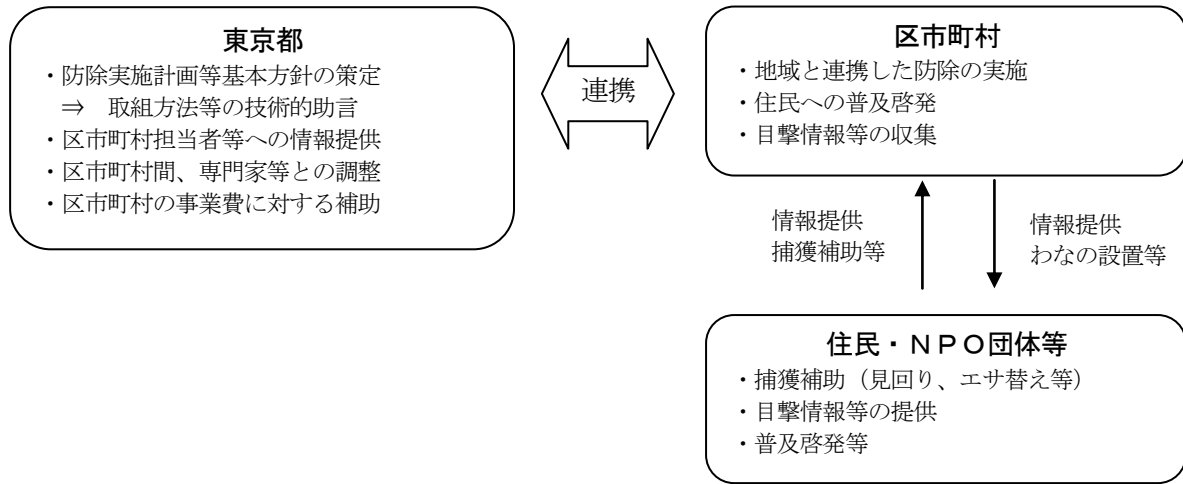 東京都
・防除実施計画等基本方針の策定
⇒　取組方法等の技術的助言
・区市町村担当者等への情報提供
・区市町村間、専門家等との調整
・区市町村の事業費に対する補助
連携
区市町村
・地域と連携した防除の実施
・住民への普及啓発
・目撃情報等の収集
情報提供
捕獲補助等
情報提供
わなの設置等
住民・ＮＰＯ団体等
・捕獲補助（見回り、エサ替え等）
・目撃情報等の提供
・普及啓発等